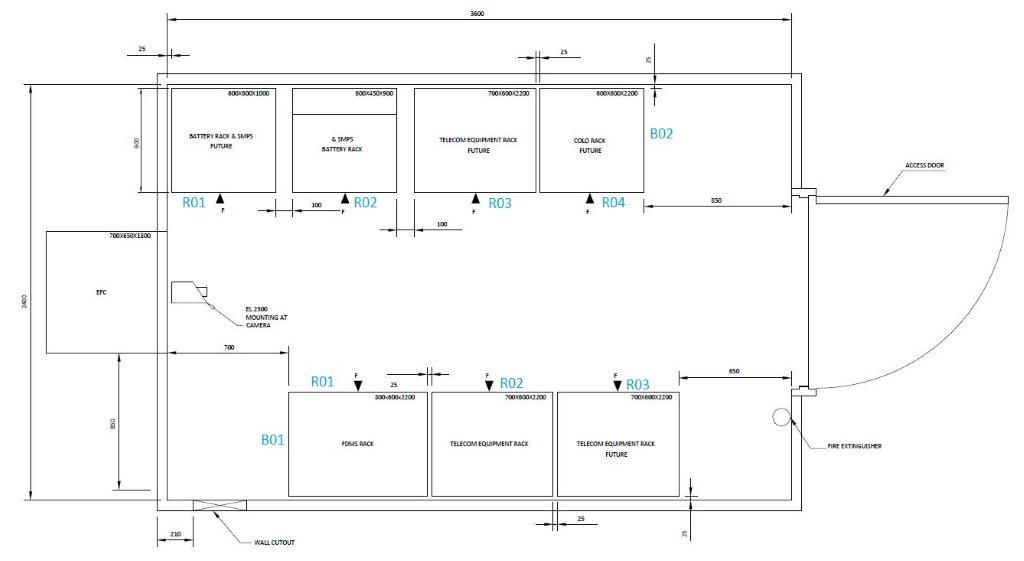 3600
25
25
25
600X600X1000
600X450X900
700X600X2200
600X600X2200
BATTERY RACK & SMPS
FUTURE
& SMPS
BATTERY RACK
TELECOM EQUIPMENT RACK
FUTURE
COLO RACK
FUTURE
B02
600
ACCESS DOOR
R01
F
100
F
R02
F
R03
F
R04
850
100
700X650X1800
EFC
2400
EL 2300
MOUNTING AT
CAMERA
700
R01
F
25
F
R02
F
R03
650
800x600x2200
700X600X2200
700X600X2200
850
B01
FDMS RACK
TELECOM EQUIPMENT RACK
TELECOM EQUIPMENT RACK
FUTURE
FIRE EXTINGUISHER
25
25
210
WALL CUTOUT